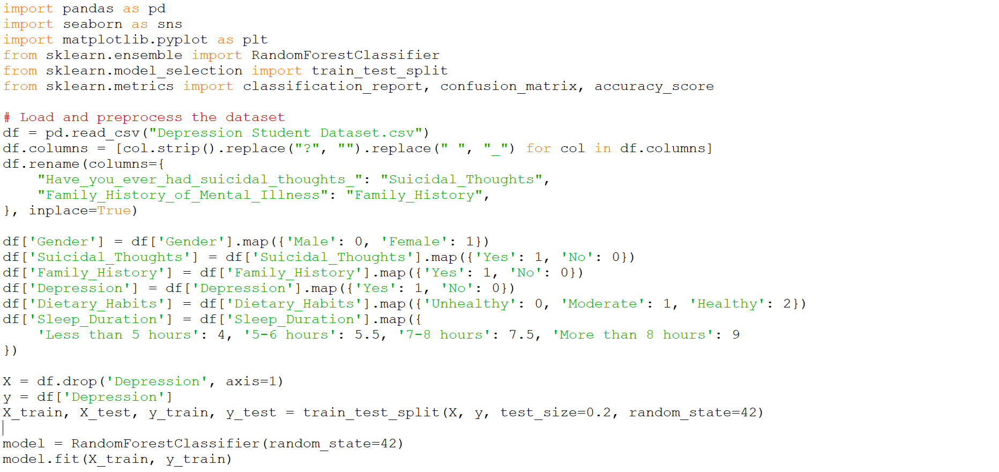 import pandas as pd
import seaborn as sns
import matplotlib.pyplot as plt
from sklearn.ensemble import RandomForestClassifier
from sklearn.model_selection import train_test_split
from sklearn.metrics import classification_report, confusion_matrix, accuracy_score

# Load and preprocess the dataset
df = pd.read_csv("Depression Student Dataset.csv")
df.columns = [col.strip().replace("?", "").replace(" ", "_") for col in df.columns]
df.rename(columns={
    "Have_you_ever_had_suicidal_thoughts_": "Suicidal_Thoughts",
    "Family_History_of_Mental_Illness": "Family_History",
}, inplace=True)

df['Gender'] = df['Gender'].map({'Male': 0, 'Female': 1})
df['Suicidal_Thoughts'] = df['Suicidal_Thoughts'].map({'Yes': 1, 'No': 0})
df['Family_History'] = df['Family_History'].map({'Yes': 1, 'No': 0})
df['Depression'] = df['Depression'].map({'Yes': 1, 'No': 0})
df['Dietary_Habits'] = df['Dietary_Habits'].map({'Unhealthy': 0, 'Moderate': 1, 'Healthy': 2})
df['Sleep_Duration'] = df['Sleep_Duration'].map({
    'Less than 5 hours': 4, '5-6 hours': 5.5, '7-8 hours': 7.5, 'More than 8 hours': 9
})

X = df.drop('Depression', axis=1)
y = df['Depression']
X_train, X_test, y_train, y_test = train_test_split(X, y, test_size=0.2, random_state=42)

model = RandomForestClassifier(random_state=42)
model.fit(X_train, y_train)